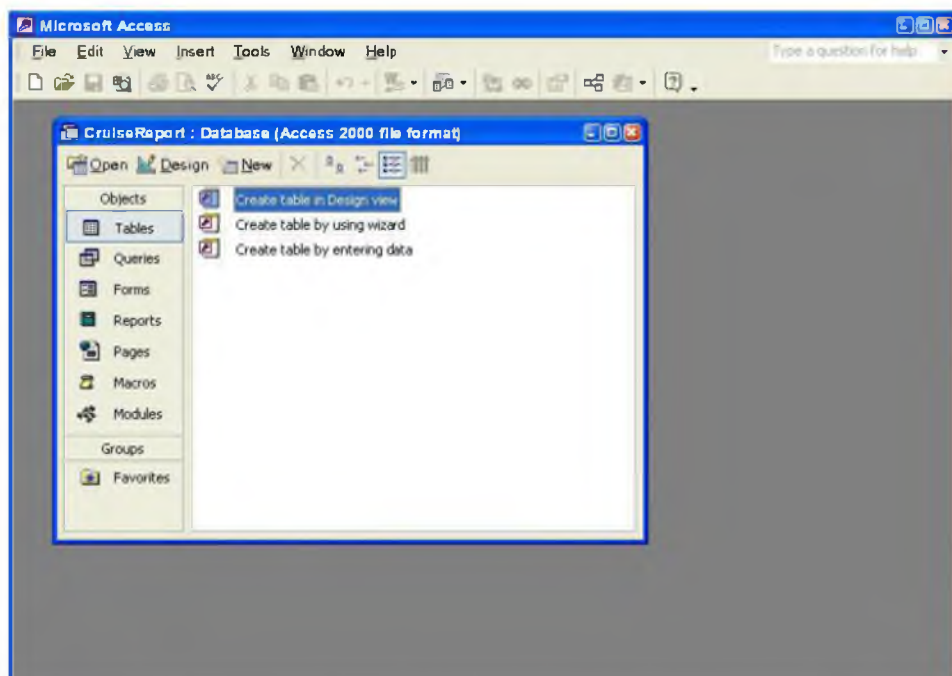 Microsoft Access
File Edit View Insert Tools Window Help Type a question for help
CruiseReport : Database (Access 2000 file format)
Open Design New
Objects
Tables
Queries
Forms
Reports
Pages
Macros
Modules
Groups
Favorites
Create table in Design view
Create table by using wizard
Create table by entering data